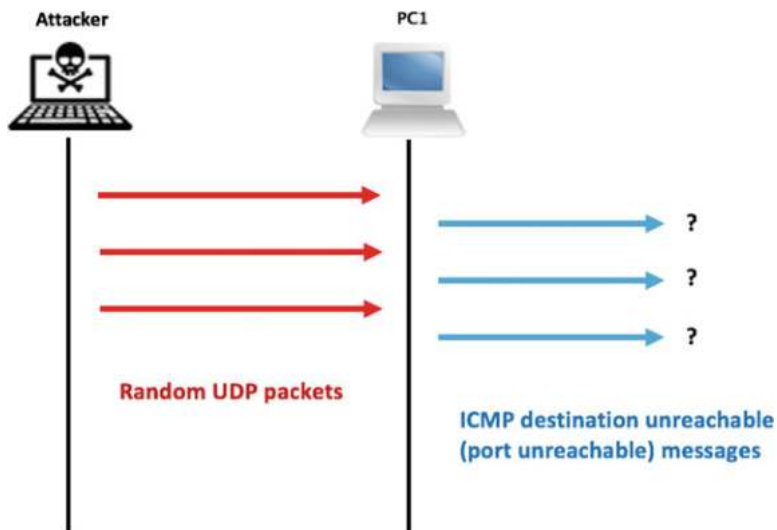 Attacker
PC1
?
?
?
Random UDP packets
ICMP destination unreachable
(port unreachable) messages